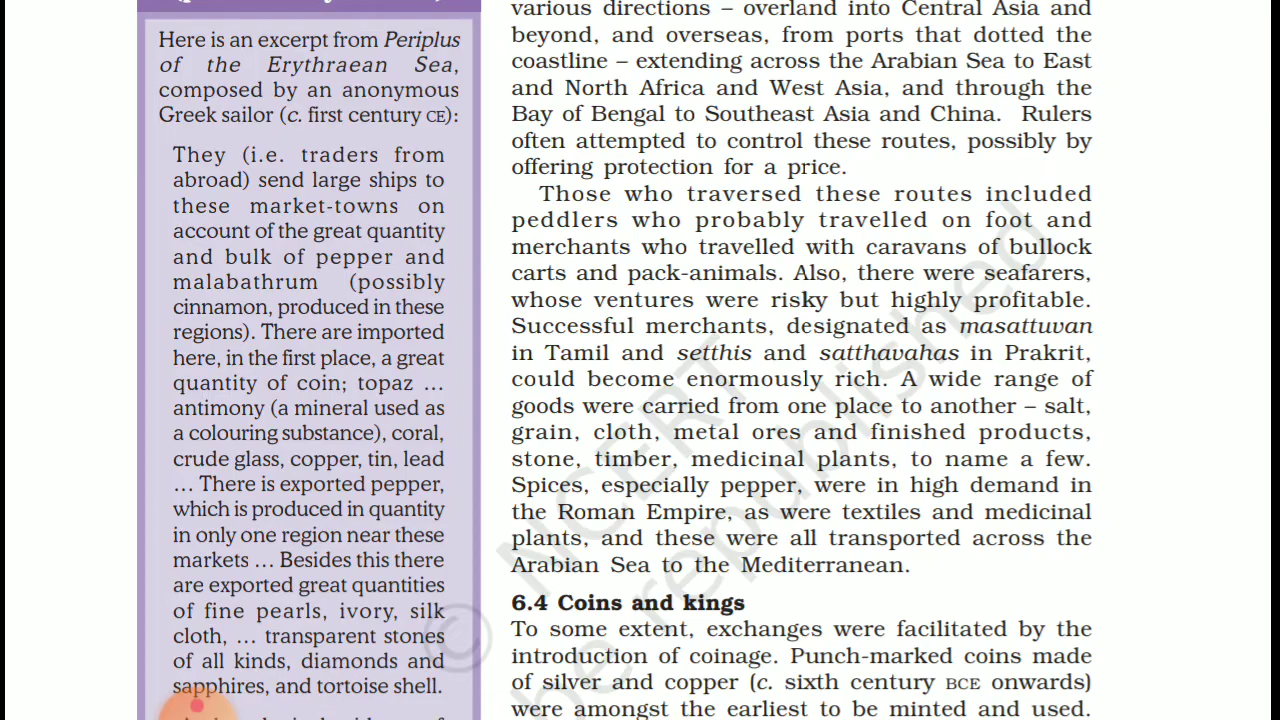 Here is an excerpt from Periplus
of the Erythraean Sea,
composed by an anonymous
Greek sailor (c. first century CE):
They (i.e. traders from
abroad) send large ships to
these market-towns on
account of the great quantity
and bulk of pepper and
malabathrum (possibly
cinnamon, produced in these
regions). There are imported
here, in the first place, a great
quantity of coin; topaz ...
antimony (a mineral used as
a colouring substance), coral,
crude glass, copper, tin, lead
... There is exported pepper,
which is produced in quantity
in only one region near these
markets ... Besides this there
are exported great quantities
of fine pearls, ivory, silk
cloth, ... transparent stones
of all kinds, diamonds and
sapphires, and tortoise shell.
various directions – overland into Central Asia and
beyond, and overseas, from ports that dotted the
coastline – extending across the Arabian Sea to East
and North Africa and West Asia, and through the
Bay of Bengal to Southeast Asia and China. Rulers
often attempted to control these routes, possibly by
offering protection for a price.
Those who traversed these routes included
peddlers who probably travelled on foot and
merchants who travelled with caravans of bullock
carts and pack-animals. Also, there were seafarers,
whose ventures were risky but highly profitable.
Successful merchants, designated as masattuvan
in Tamil and setthis and satthavahas in Prakrit,
could become enormously rich. A wide range of
goods were carried from one place to another – salt,
grain, cloth, metal ores and finished products,
stone, timber, medicinal plants, to name a few.
Spices, especially pepper, were in high demand in
the Roman Empire, as were textiles and medicinal
plants, and these were all transported across the
Arabian Sea to the Mediterranean.
6.4 Coins and kings
To some extent, exchanges were facilitated by the
introduction of coinage. Punch-marked coins made
of silver and copper (c. sixth century BCE onwards)
were amongst the earliest to be minted and used.
© NCERT
be republished